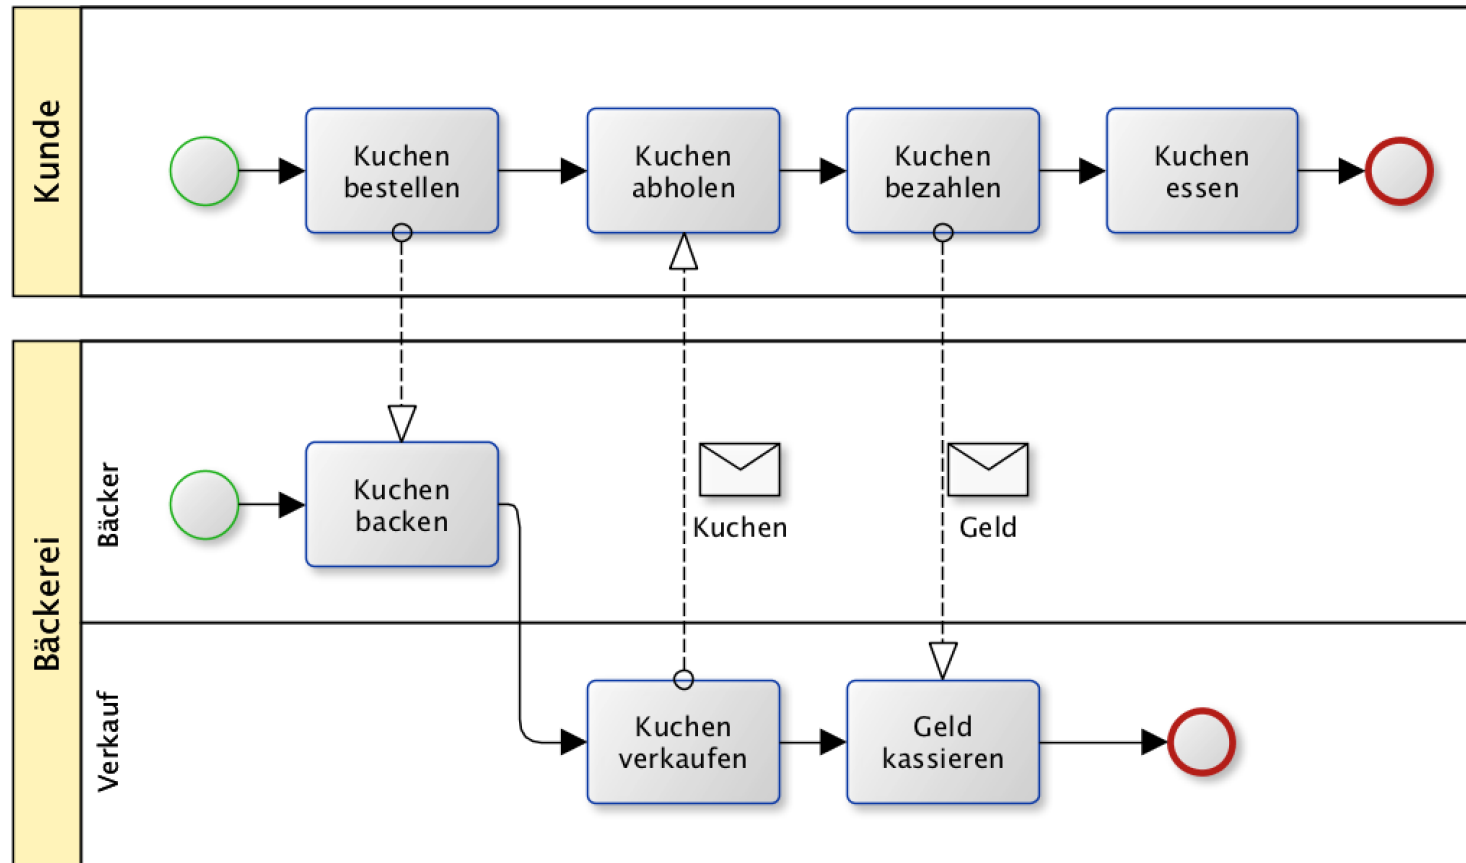 Kunde
Kuchen
bestellen
Kuchen
abholen
Kuchen
bezahlen
Kuchen
essen
Bäckerei
Bäcker
Kuchen
backen
Kuchen
Geld
Verkauf
Kuchen
verkaufen
Geld
kassieren